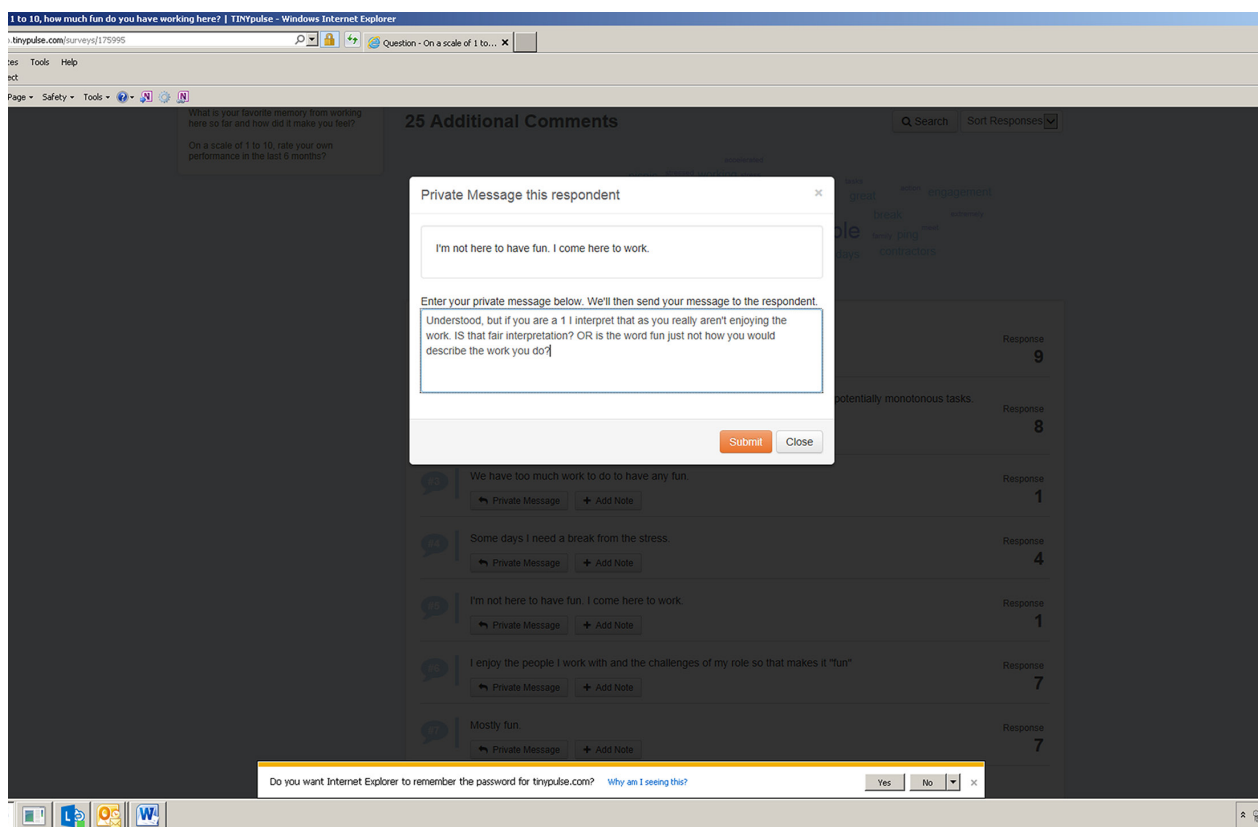 1 to 10, how much fun do you have working here? | TINYpulse - Windows Internet Explorer
.tinypulse.com/surveys/175995
Question - On a scale of 1 to...
Tools Help
Page Safety Tools
What is your favorite memory from working
here so far and how did it make you feel?
On a scale of 1 to 10, rate your own
performance in the last 6 months?
25 Additional Comments
Search Sort Responses
great engagement
break
ping
days contractors
Private Message this respondent
I'm not here to have fun. I come here to work.
Enter your private message below. We'll then send your message to the respondent.
Understood, but if you are a 1 I interpret that as you really aren't enjoying the
work. IS that fair interpretation? OR is the word fun just not how you would
describe the work you do?
Submit Close
Response
9
potentially monotonous tasks.
Response
8
We have too much work to do to have any fun.
Private Message Add Note
Response
1
Some days I need a break from the stress.
Private Message Add Note
Response
4
I'm not here to have fun. I come here to work.
Private Message Add Note
Response
1
I enjoy the people I work with and the challenges of my role so that makes it "fun"
Private Message Add Note
Response
7
Mostly fun.
Private Message Add Note
Response
7
Do you want Internet Explorer to remember the password for tinypulse.com? Why am I seeing this? Yes No